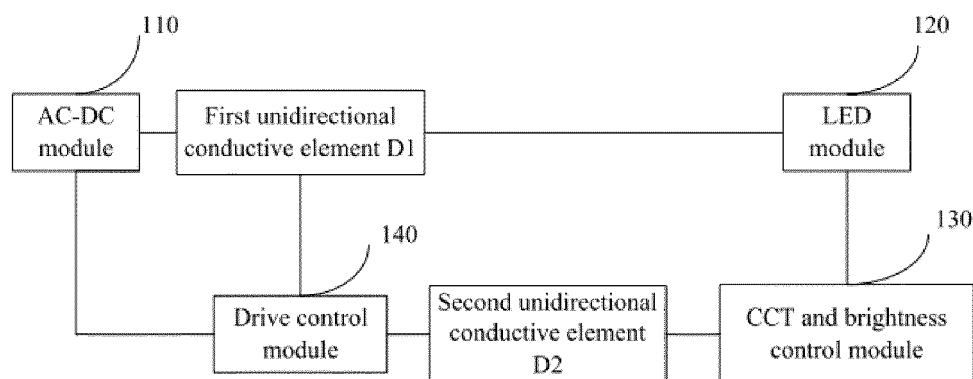 110
120
AC-DC
module
First unidirectional
conductive element D1
LED
module
140
130
Drive control
module
Second unidirectional
conductive element
D2
CCT and brightness
control module